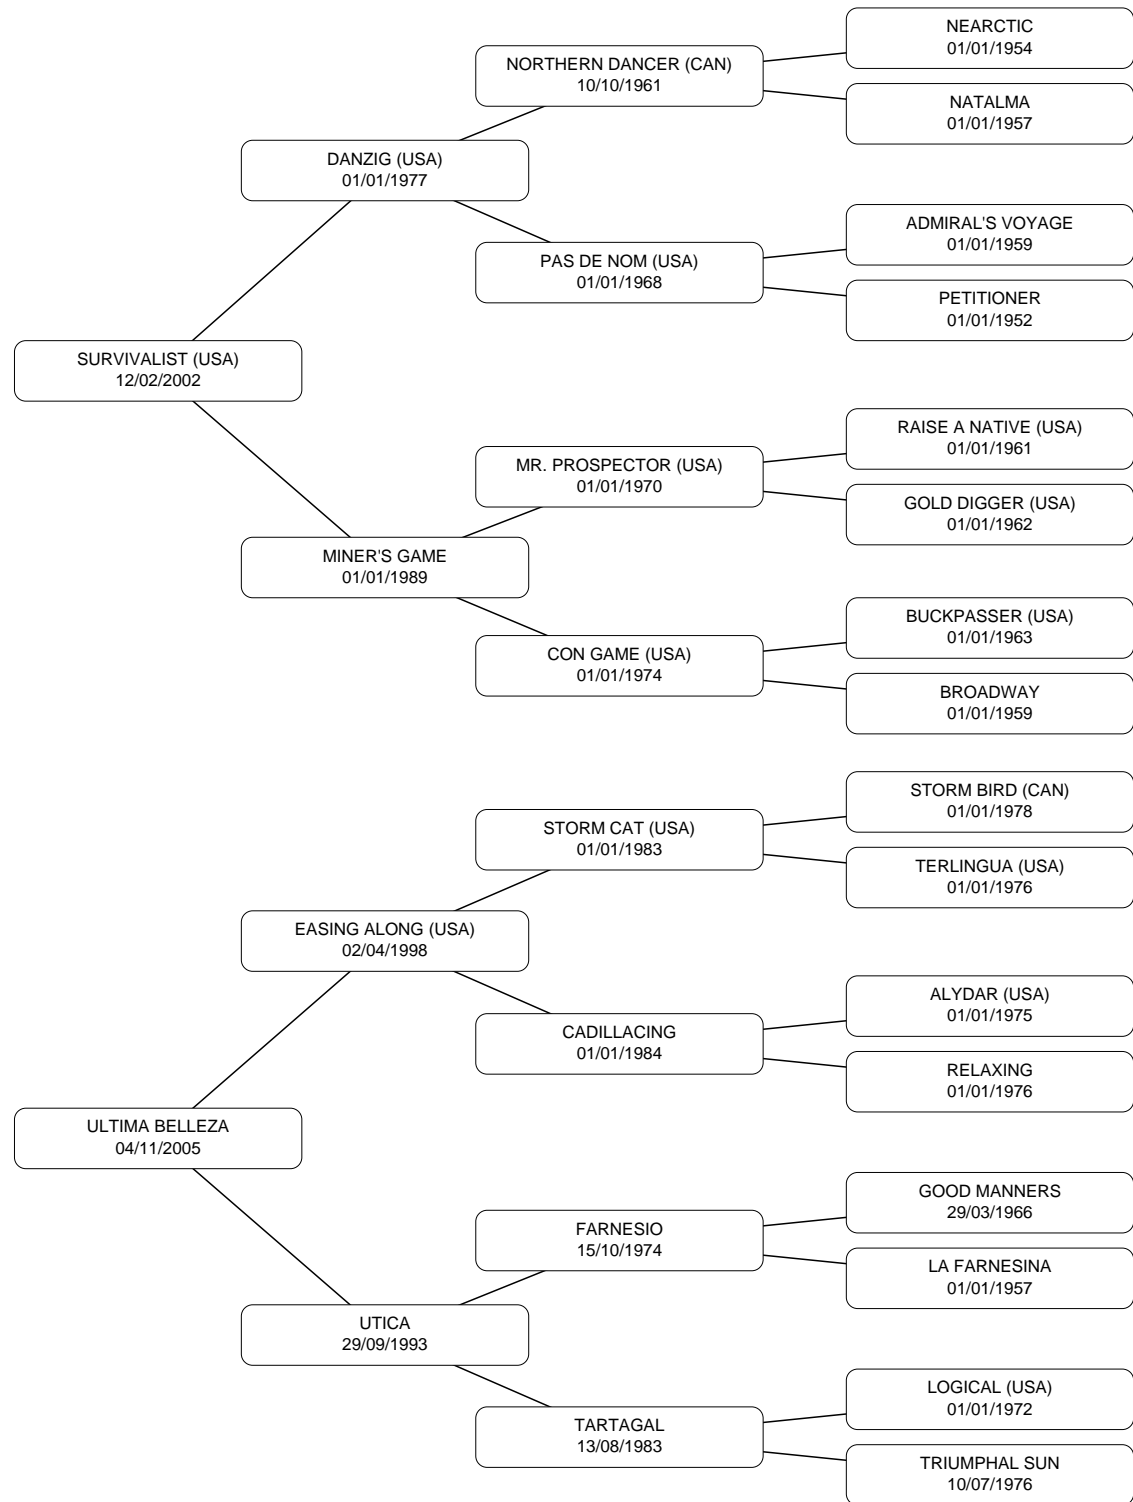 NEARCTIC
01/01/1954
NORTHERN DANCER (CAN)
10/10/1961
NATALMA
01/01/1957
DANZIG (USA)
01/01/1977
ADMIRAL'S VOYAGE
01/01/1959
PAS DE NOM (USA)
01/01/1968
PETITIONER
01/01/1952
SURVIVALIST (USA)
12/02/2002
RAISE A NATIVE (USA)
01/01/1961
MR. PROSPECTOR (USA)
01/01/1970
GOLD DIGGER (USA)
01/01/1962
MINER'S GAME
01/01/1989
BUCKPASSER (USA)
01/01/1963
CON GAME (USA)
01/01/1974
BROADWAY
01/01/1959
STORM BIRD (CAN)
01/01/1978
STORM CAT (USA)
01/01/1983
TERLINGUA (USA)
01/01/1976
EASING ALONG (USA)
02/04/1998
ALYDAR (USA)
01/01/1975
CADILLACING
01/01/1984
RELAXING
01/01/1976
ULTIMA BELLEZA
04/11/2005
GOOD MANNERS
29/03/1966
FARNESIO
15/10/1974
LA FARNESINA
01/01/1957
UTICA
29/09/1993
LOGICAL (USA)
01/01/1972
TARTAGAL
13/08/1983
TRIUMPHAL SUN
10/07/1976